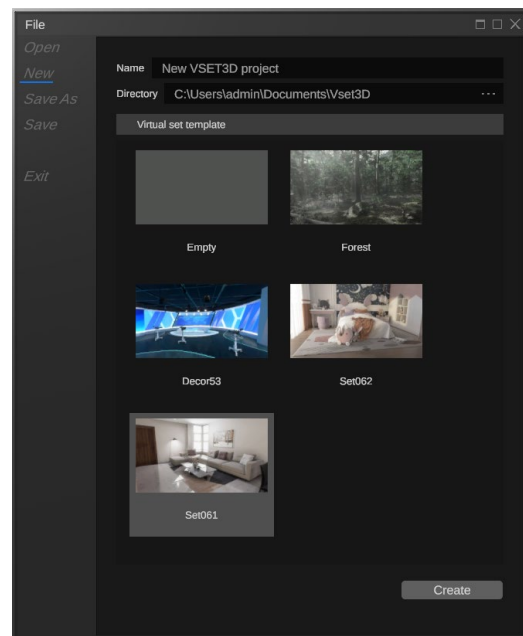 File
Open
New
Save As
Save
Exit
Name New VSET3D project
Directory C:\Users\admin\Documents\Vset3D ...
Virtual set template
Empty Forest
Decor53 Set062
Set061
Create